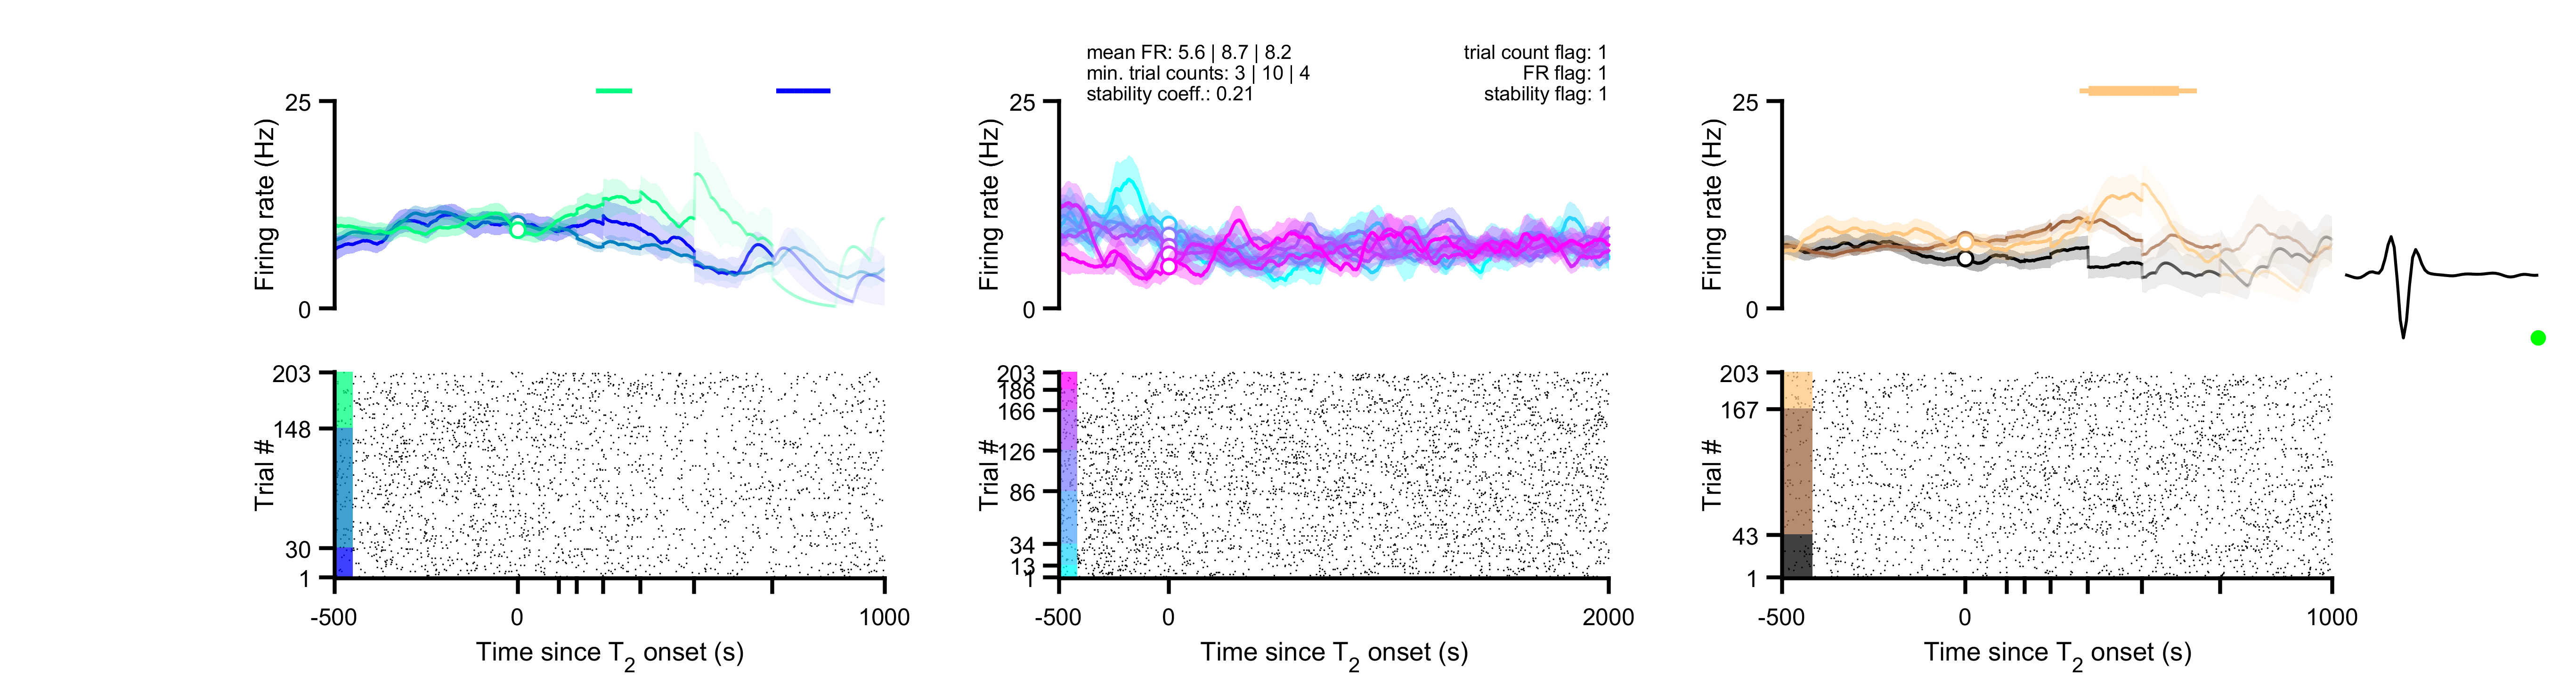 mean FR: 5.6 | 8.7 | 8.2
min. trial counts: 3 | 10 | 4
stability coeff.: 0.21
trial count flag: 1
FR flag: 1
stability flag: 1
25
0
Firing rate (Hz)
203
148
30
1
Trial #
-500
0
1000
Time since T2 onset (s)
25
0
Firing rate (Hz)
203
186
166
126
86
34
13
1
Trial #
-500
0
2000
Time since T2 onset (s)
25
0
Firing rate (Hz)
203
167
43
1
Trial #
-500
0
1000
Time since T2 onset (s)